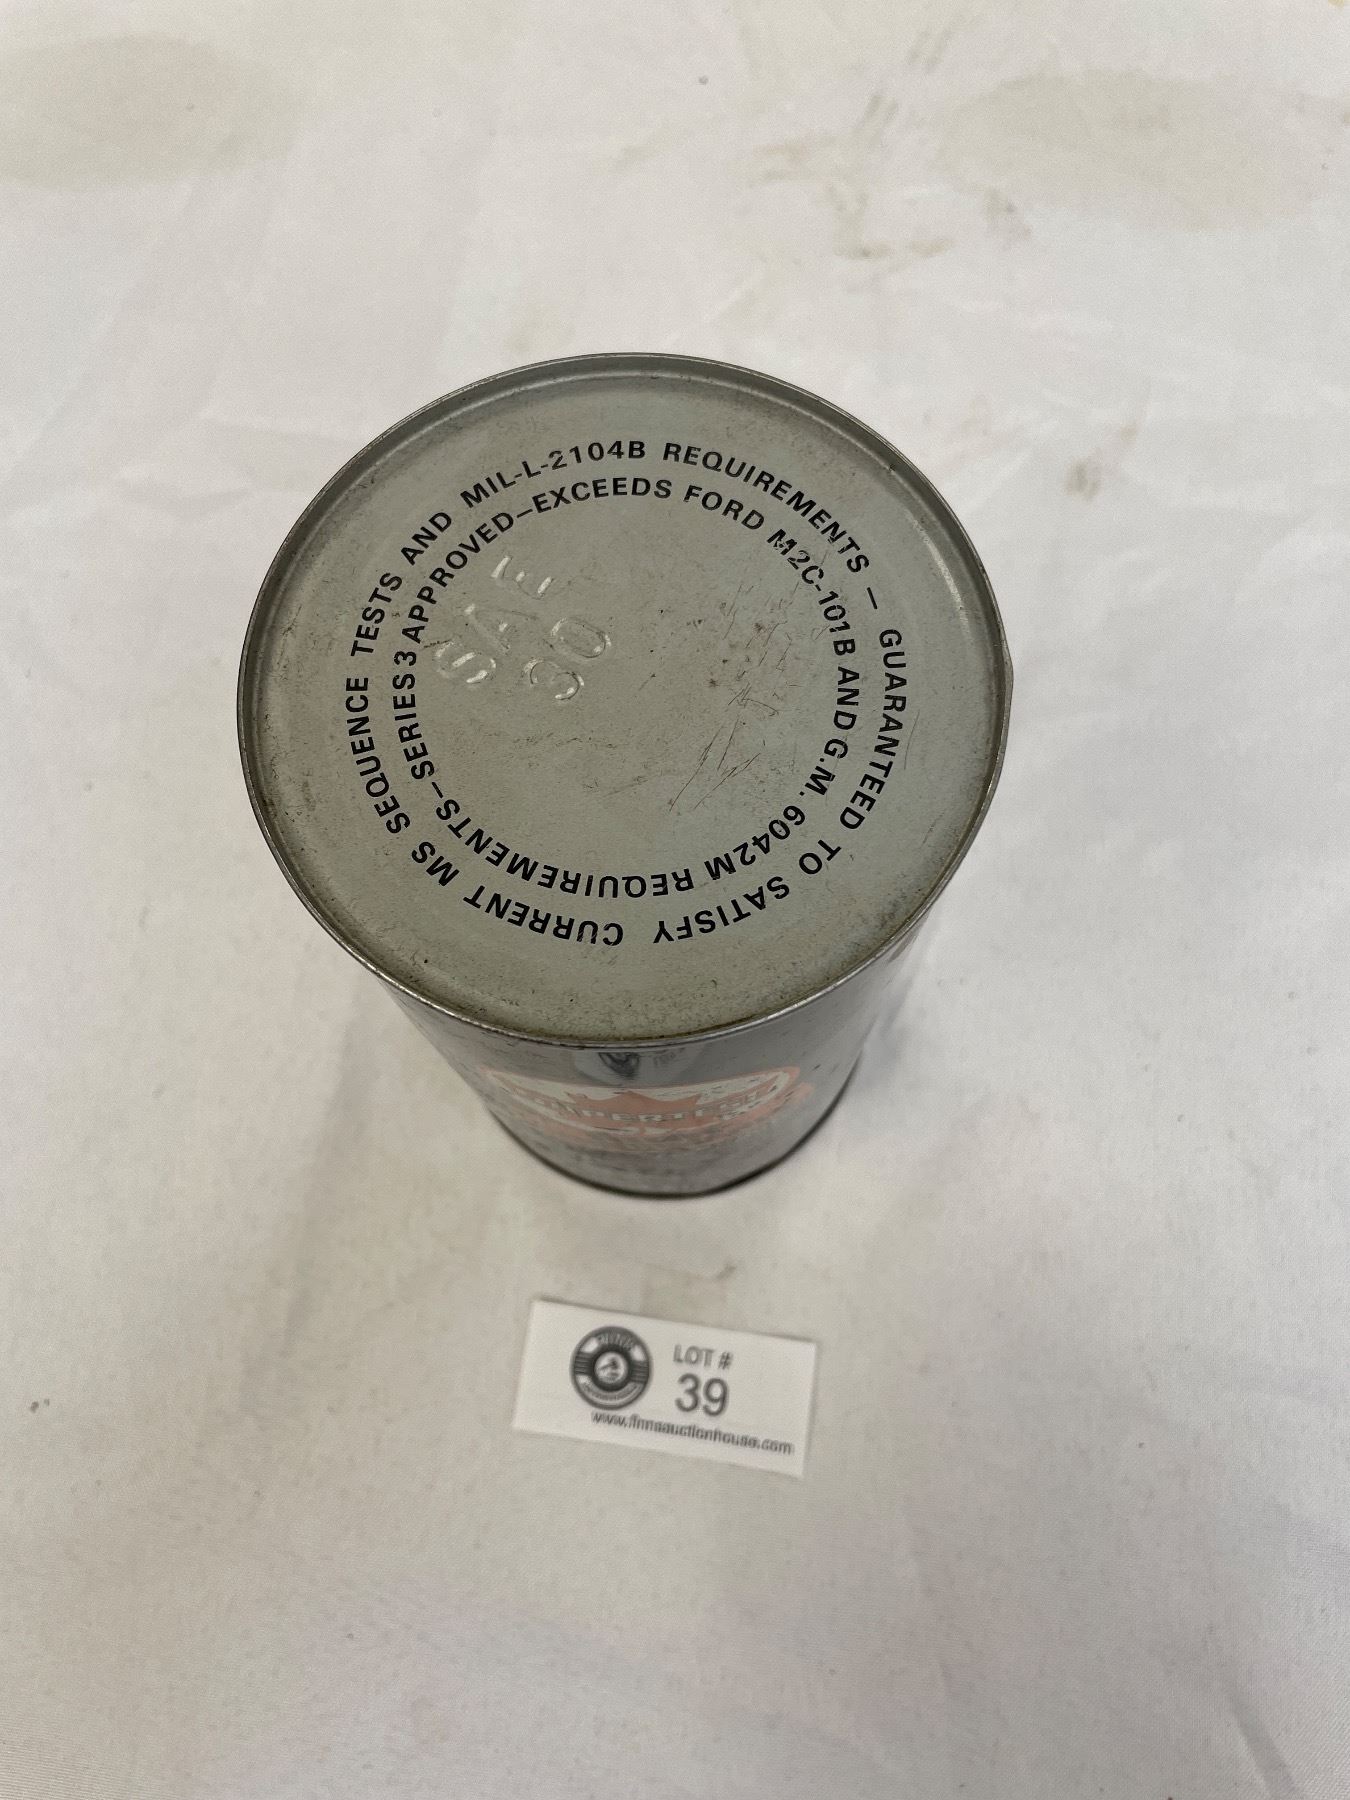 GUARANTEED TO SATISFY CURRENT MS SEQUENCE TESTS AND MIL-L-2104B REQUIREMENTS —
SERIES 3 APPROVED—EXCEEDS FORD M2C-101B AND G.M. 6042M REQUIREMENTS—
SAE
30
LOT #
39
www.finnsauctionhouse.com